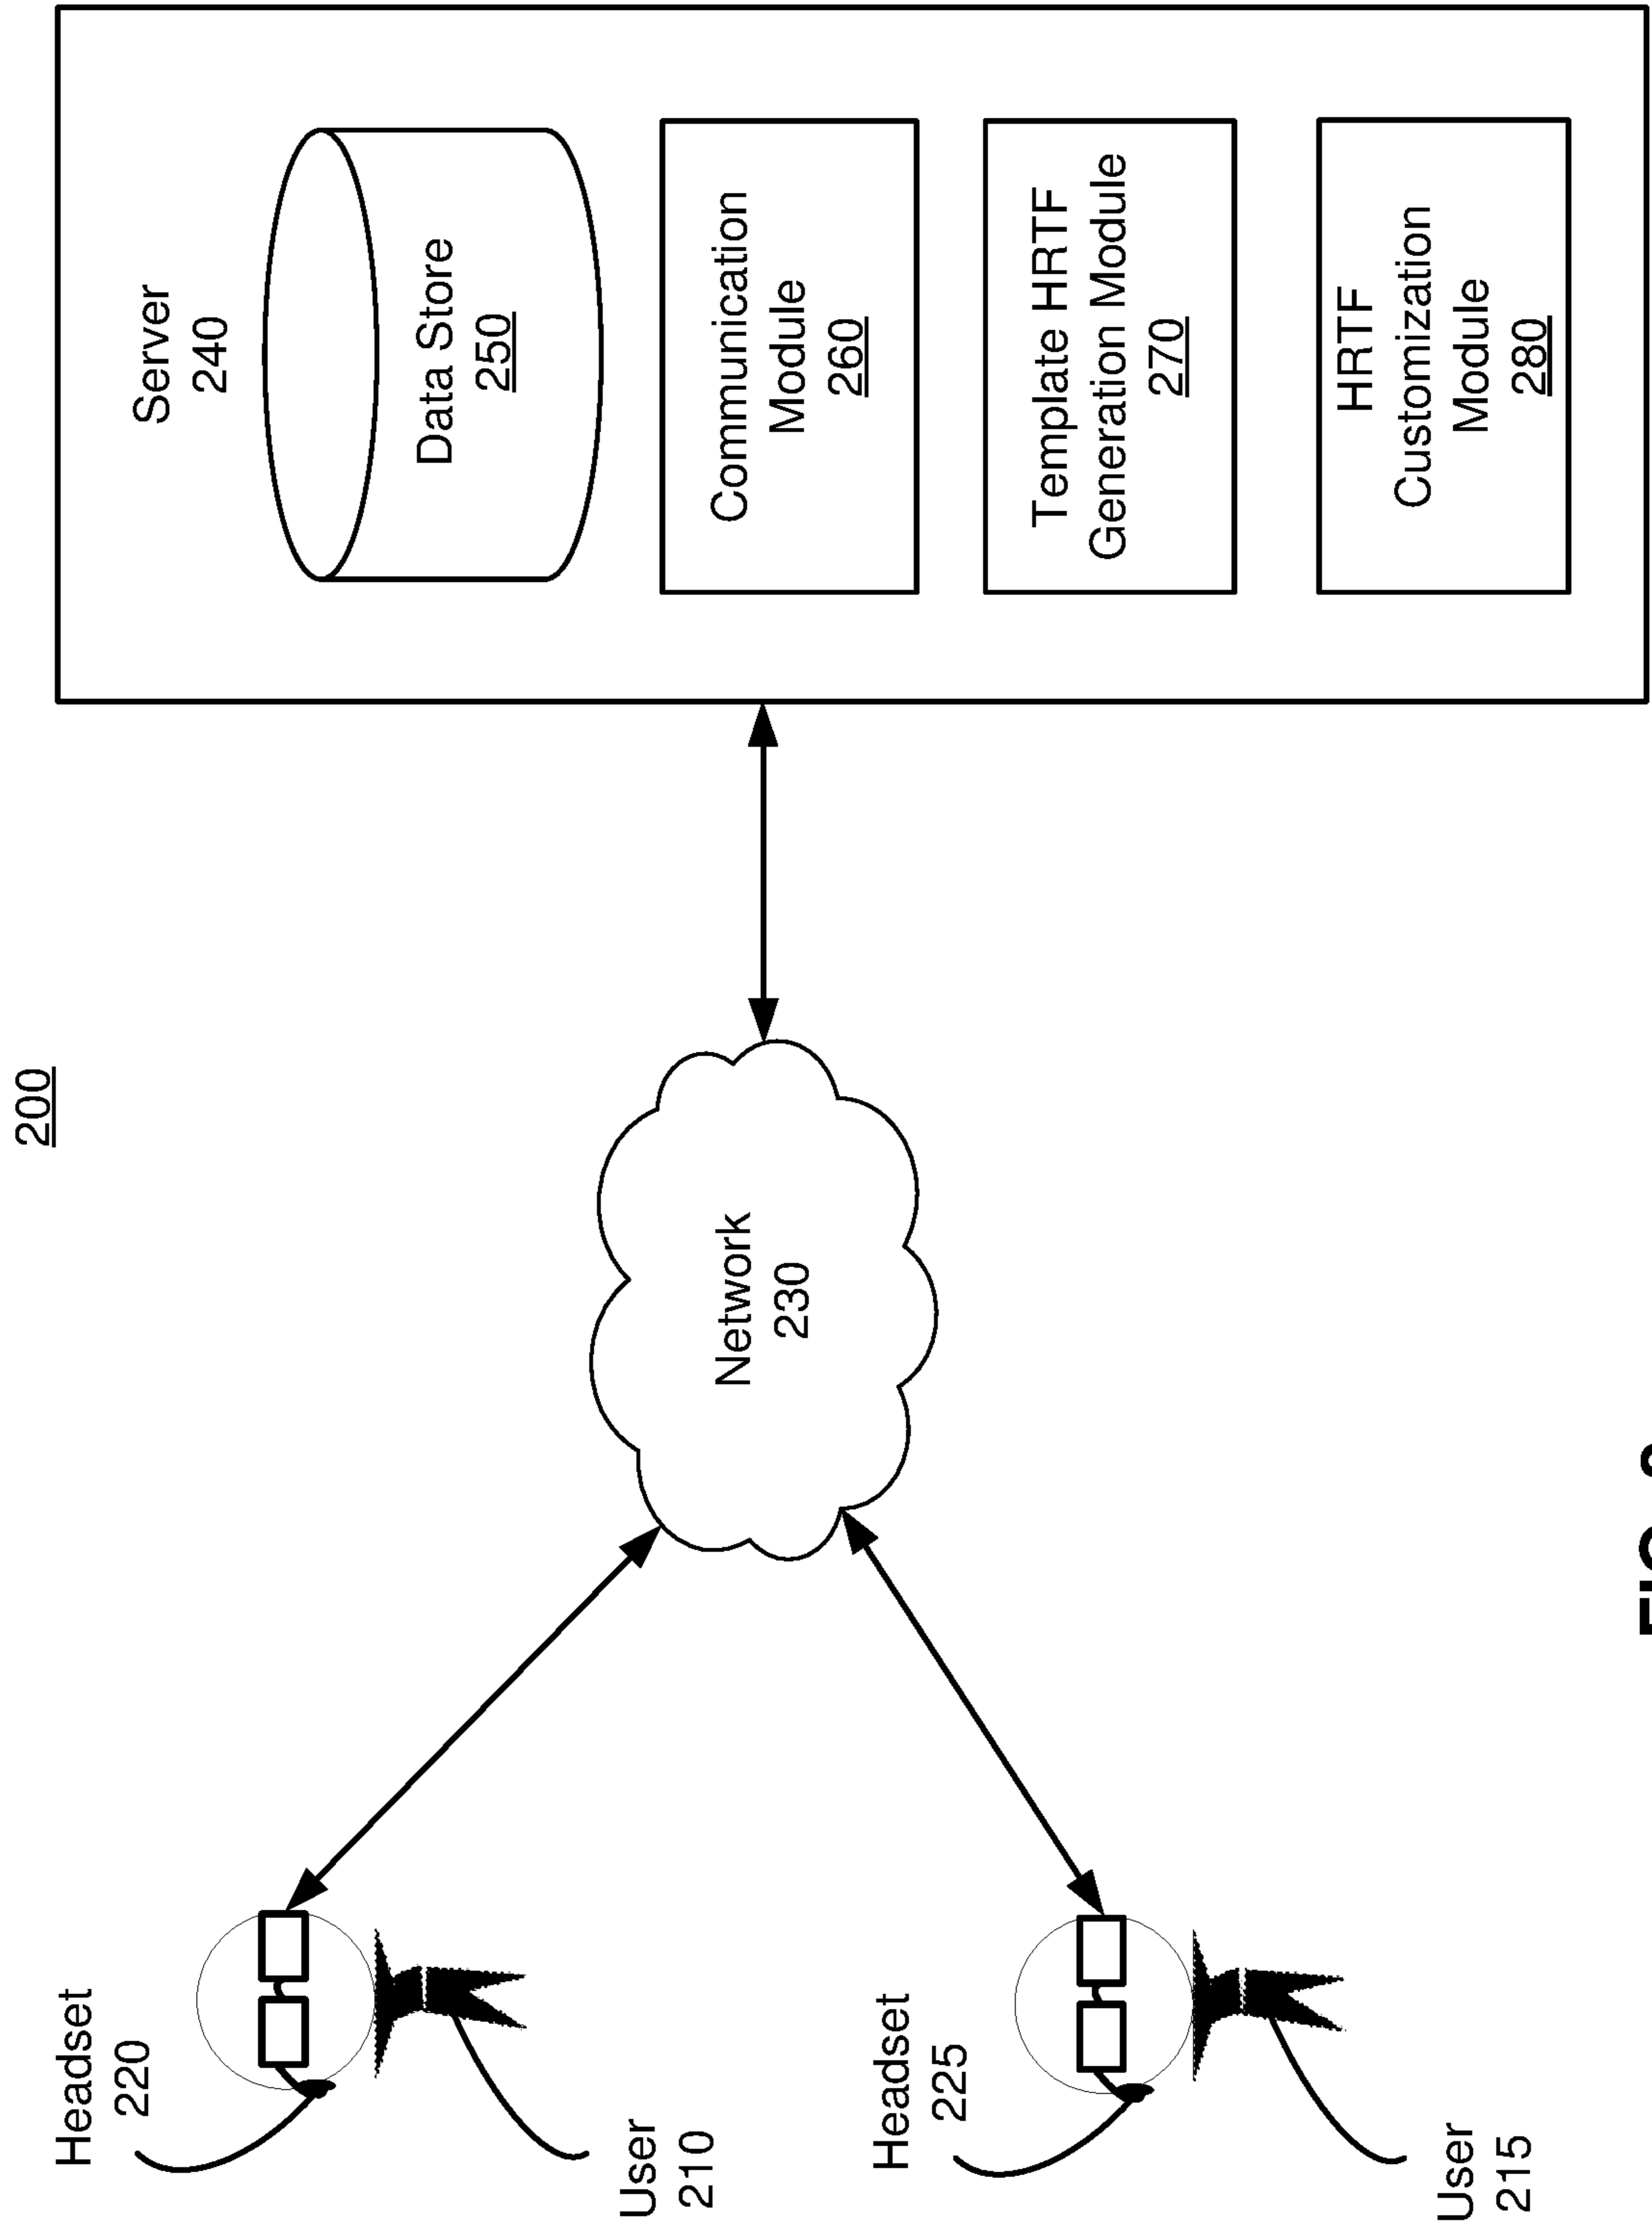 200
Headset
220
User
210
Headset
225
User
215
Network
230
Server
240
Data Store
250
Communication
Module
260
Template HRTF
Generation Module
270
HRTF
Customization
Module
280
FIG.